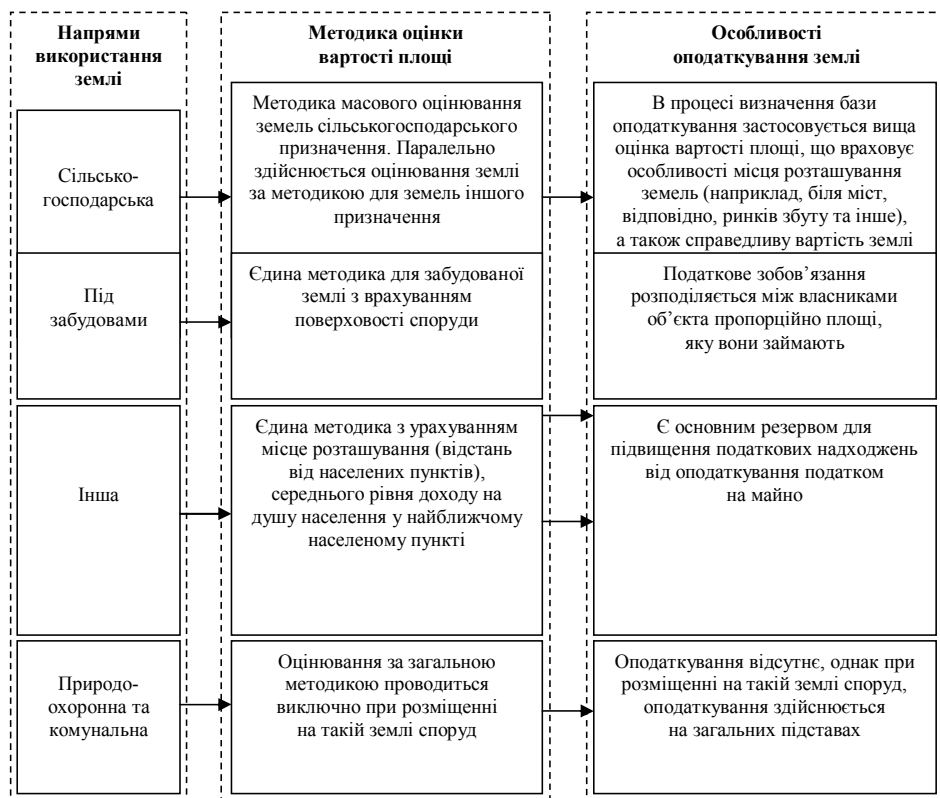 Напрями
використання
землі
Методика оцінки
вартості площі
Особливості
оподаткування землі
Сільсько-
господарська
Методика масового оцінювання
земель сільськогосподарського
призначення. Паралельно
здійснюється оцінювання землі
за методикою для земель іншого
призначення
В процесі визначення бази
оподаткування застосовується вища
оцінка вартості площі, що враховує
особливості місця розташування
земель (наприклад, біля міст,
відповідно, ринків збуту та інше),
а також справедливу вартість землі
Під
забудовами
Єдина методика для забудованої
землі з врахуванням
поверховості споруди
Податкове зобов’язання
розподіляється між власниками
об’єкта пропорційно площі,
яку вони займають
Інша
Єдина методика з урахуванням
місце розташування (відстань
від населених пунктів),
середнього рівня доходу на
душу населення у найближчому
населеному пункті
Є основним резервом для
підвищення податкових надходжень
від оподаткування податком
на майно
Природо-
охоронна та
комунальна
Оцінювання за загальною
методикою проводиться
виключно при розміщенні
на такій землі споруд
Оподаткування відсутнє, однак при
розміщенні на такій землі споруд,
оподаткування здійснюється
на загальних підставах